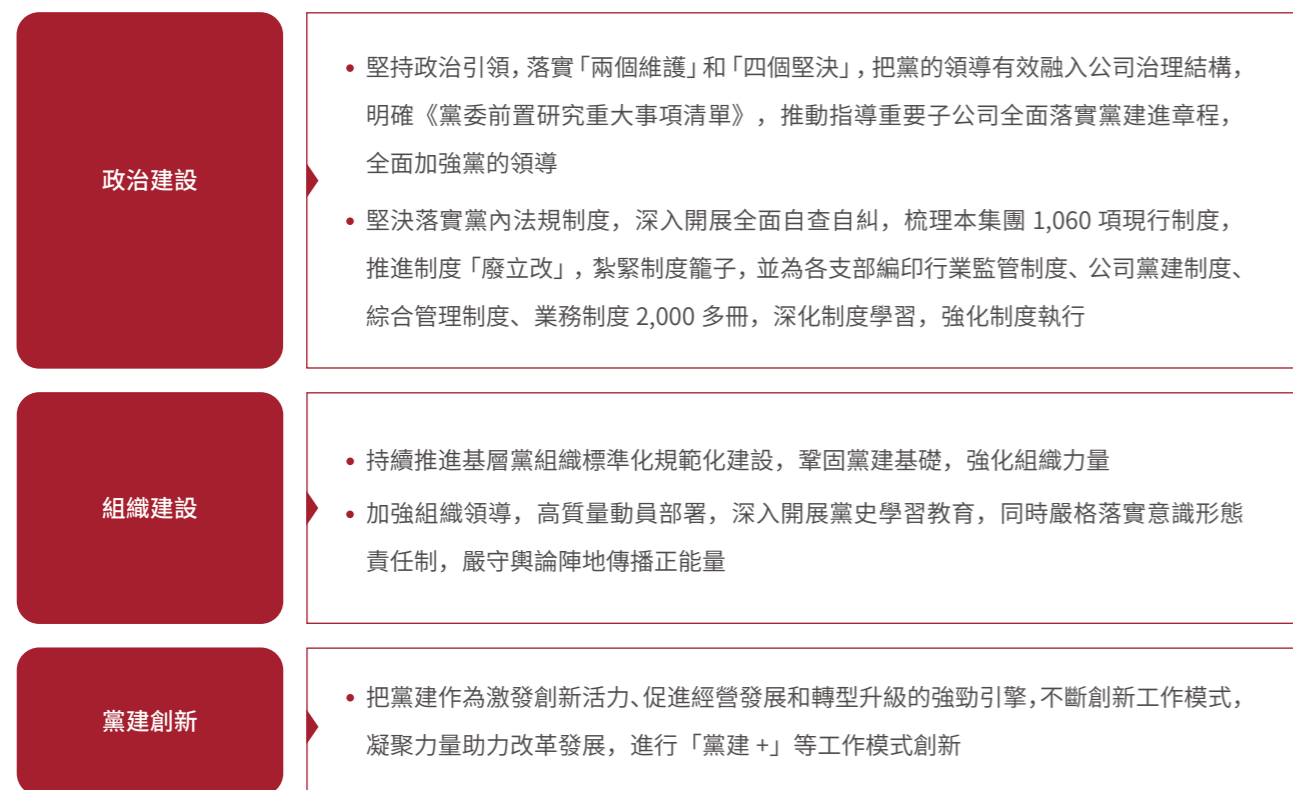 政治建設
• 堅持政治引領，落實「兩個維護」和「四個堅決」，把黨的領導有效融入公司治理結構，
明確《黨委前置研究重大事項清單》，推動指導重要子公司全面落實黨建進章程，
全面加強黨的領導
• 堅決落實黨內法規制度，深入開展全面自查自糾，梳理本集團 1,060 項現行制度，
推進制度「廢立改」，紮緊制度籠子，並為各支部編印行業監管制度、公司黨建制度、
綜合管理制度、業務制度 2,000 多冊，深化制度學習，強化制度執行
組織建設
• 持續推進基層黨組織標準化規範化建設，鞏固黨建基礎，強化組織力量
• 加強組織領導，高質量動員部署，深入開展黨史學習教育，同時嚴格落實意識形態
責任制，嚴守輿論陣地傳播正能量
黨建創新
• 把黨建作為激發創新活力、促進經營發展和轉型升級的強勁引擎，不斷創新工作模式，
凝聚力量助力改革發展，進行「黨建 +」等工作模式創新